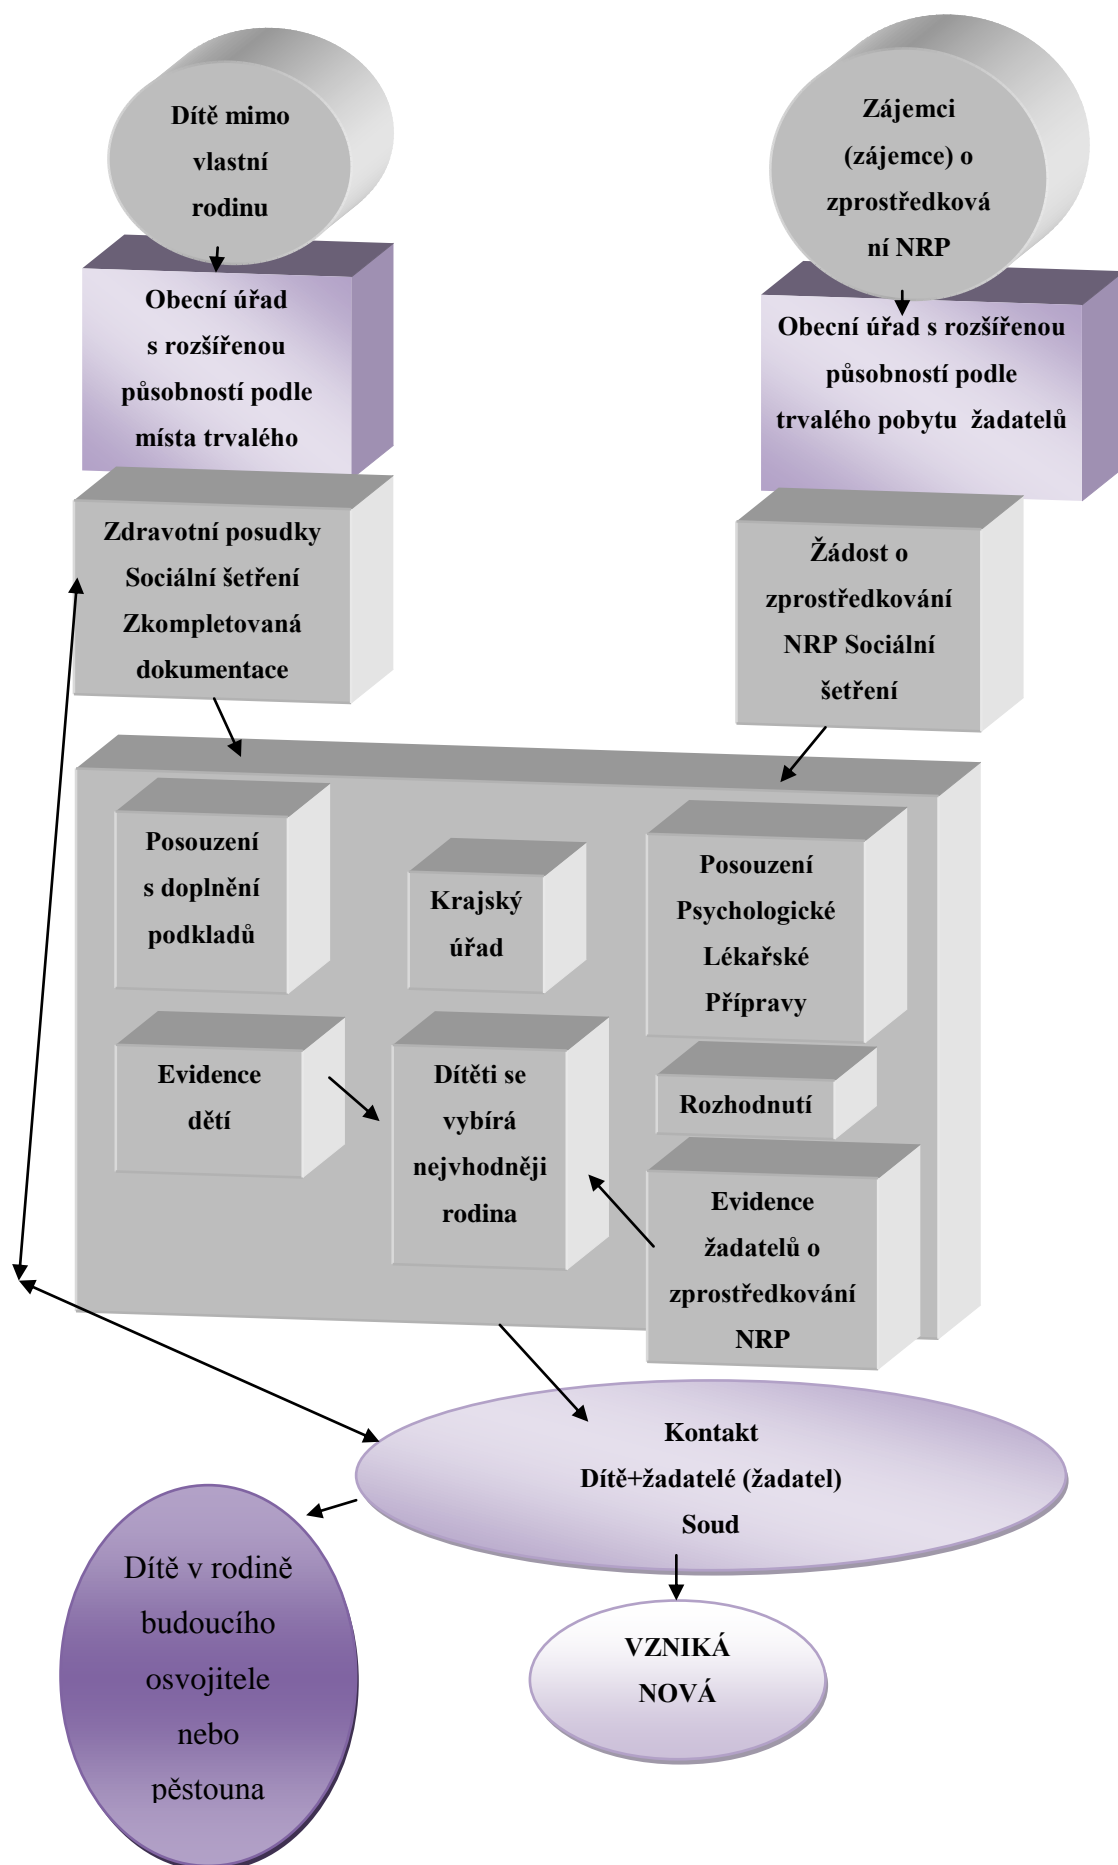 Dítě mimo
vlastní
rodinu
Zájemci
(zájemce) o
zprostředková
ní NRP
Obecní úřad
s rozšířenou
působností podle
místa trvalého
Obecní úřad s rozšířenou
působností podle
trvalého pobytu žadatelů
Zdravotní posudky
Sociální šetření
Zkompletovaná
dokumentace
Žádost o
zprostředkování
NRP Sociální
šetření
Posouzení
s doplnění
podkladů
Krajský
úřad
Posouzení
Psychologické
Lékařské
Přípravy
Evidence
dětí
Dítěti se
vybírá
nejvhodněji
rodina
Rozhodnutí
Evidence
žadatelů o
zprostředkování
NRP
Kontakt
Dítě+žadatelé (žadatel)
Soud
Dítě v rodině
budoucího
osvojitele
nebo
pěstouna
VZNIKÁ
NOVÁ